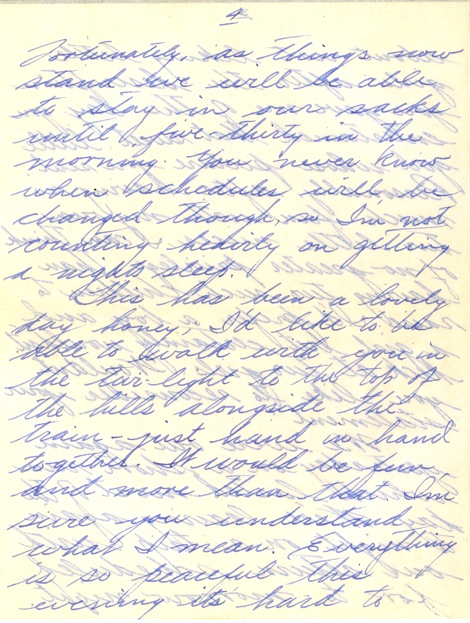 4
Fortunately, as things now
stand we will be able
to stay in our sacks
until five-thirty in the
morning. You never know
when schedules will be
changed though, so I'm not
counting hevily on getting
a nights sleep.
This has been a lovely
day honey, I'd like to be
able to walk with you in
the twi-light to the top of
the hills alongside the
train - just hand in hand
together. It would be fun
and more than that I'm
sure you understand
what I mean. Everything
is so peaceful this
evening its hard to